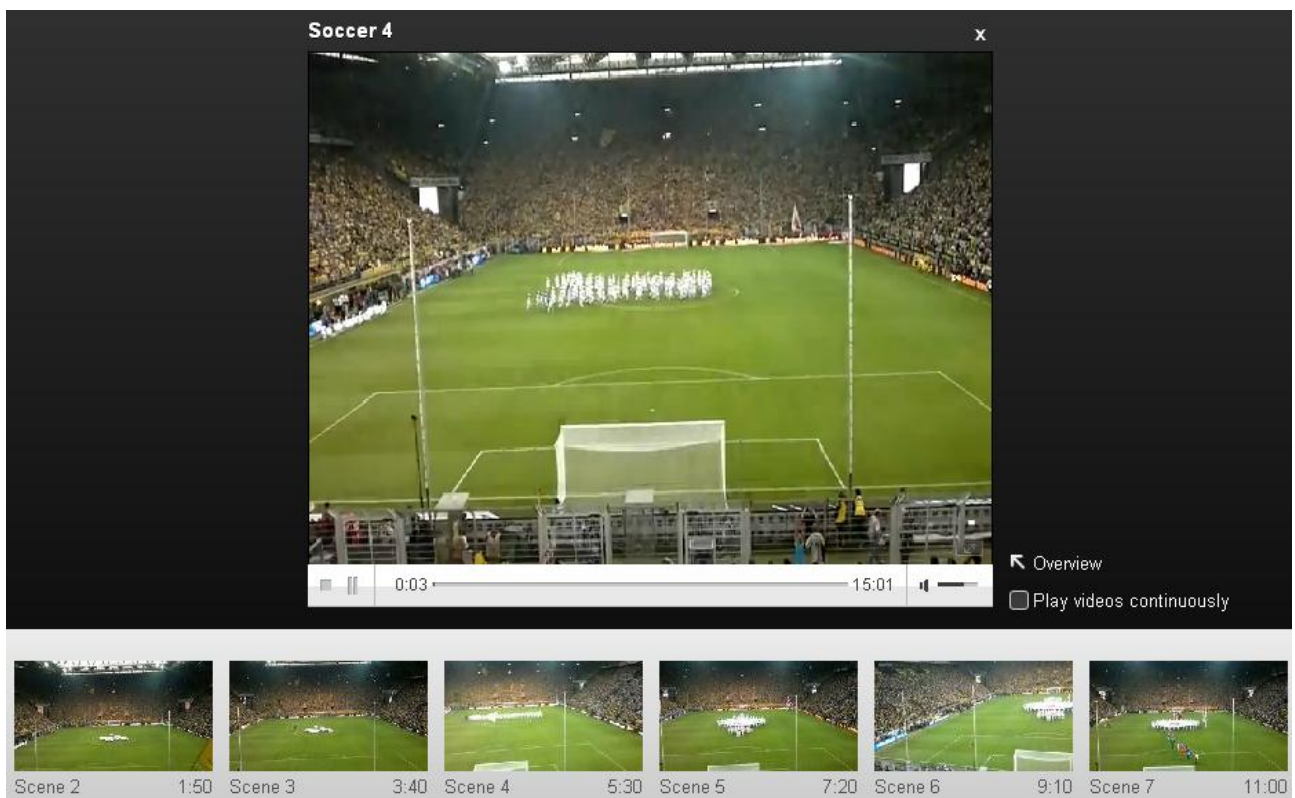 Soccer 4
x
0:03
15:01
Overview
Play videos continuously
Scene 2 1:50
Scene 3 3:40
Scene 4 5:30
Scene 5 7:20
Scene 6 9:10
Scene 7 11:00